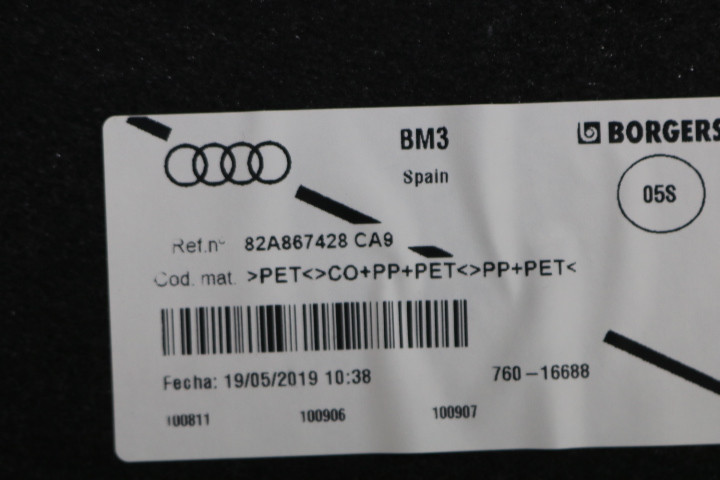 BM3
BORGERS
Spain
05S
Ref.nº 82A867428 CA9
Cod. mat. >PET<>CO+PP+PET<>PP+PET<
Fecha: 19/05/2019 10:38
760-16688
100811 100906 100907